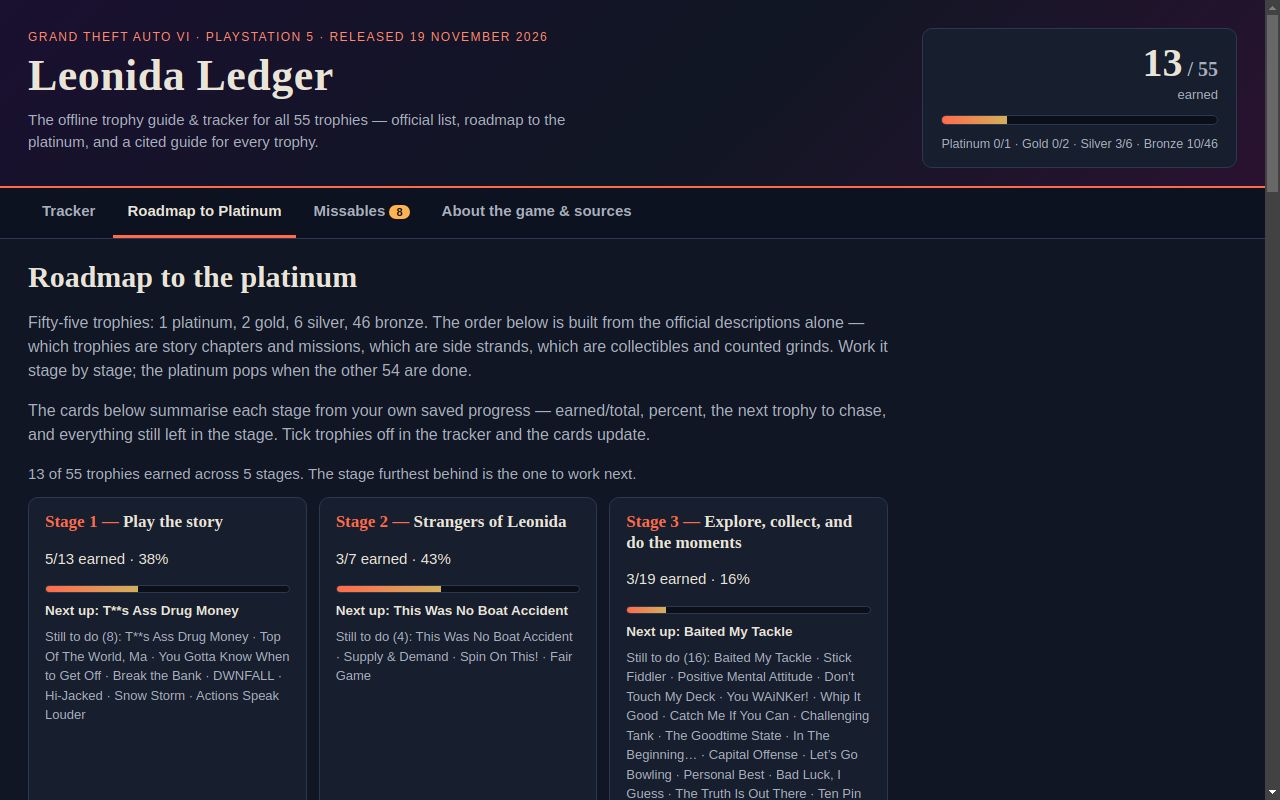 GRAND THEFT AUTO VI · PLAYSTATION 5 · RELEASED 19 NOVEMBER 2026
Leonida Ledger
The offline trophy guide & tracker for all 55 trophies — official list, roadmap to the
platinum, and a cited guide for every trophy.
13 / 55
earned
Platinum 0/1 · Gold 0/2 · Silver 3/6 · Bronze 10/46
Tracker
Roadmap to Platinum
Missables 8
About the game & sources
Roadmap to the platinum
Fifty-five trophies: 1 platinum, 2 gold, 6 silver, 46 bronze. The order below is built from the official descriptions alone —
which trophies are story chapters and missions, which are side strands, which are collectibles and counted grinds. Work it
stage by stage; the platinum pops when the other 54 are done.
The cards below summarise each stage from your own saved progress — earned/total, percent, the next trophy to chase,
and everything still left in the stage. Tick trophies off in the tracker and the cards update.
13 of 55 trophies earned across 5 stages. The stage furthest behind is the one to work next.
Stage 1 — Play the story
5/13 earned · 38%
Next up: T**s Ass Drug Money
Still to do (8): T**s Ass Drug Money · Top
Of The World, Ma · You Gotta Know When
to Get Off · Break the Bank · DWNFALL ·
Hi-Jacked · Snow Storm · Actions Speak
Louder
Stage 2 — Strangers of Leonida
3/7 earned · 43%
Next up: This Was No Boat Accident
Still to do (4): This Was No Boat Accident
· Supply & Demand · Spin On This! · Fair
Game
Stage 3 — Explore, collect, and
do the moments
3/19 earned · 16%
Next up: Baited My Tackle
Still to do (16): Baited My Tackle · Stick
Fiddler · Positive Mental Attitude · Don't
Touch My Deck · You WAiNKer! · Whip It
Good · Catch Me If You Can · Challenging
Tank · The Goodtime State · In The
Beginning… · Capital Offense · Let’s Go
Bowling · Personal Best · Bad Luck, I
Guess · The Truth Is Out There · Ten Pin